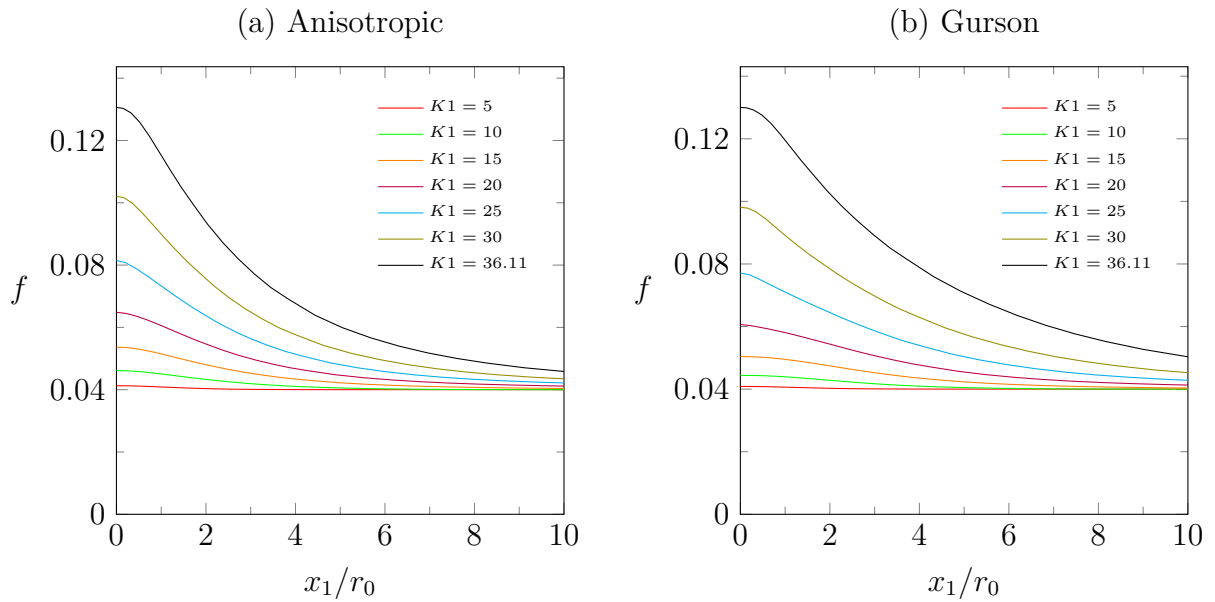 (a) Anisotropic
f
0.12
0.08
0.04
0
0 2 4 6 8 10
x₁/r₀
K1 = 5
K1 = 10
K1 = 15
K1 = 20
K1 = 25
K1 = 30
K1 = 36.11
(b) Gurson
f
0.12
0.08
0.04
0
0 2 4 6 8 10
x₁/r₀
K1 = 5
K1 = 10
K1 = 15
K1 = 20
K1 = 25
K1 = 30
K1 = 36.11